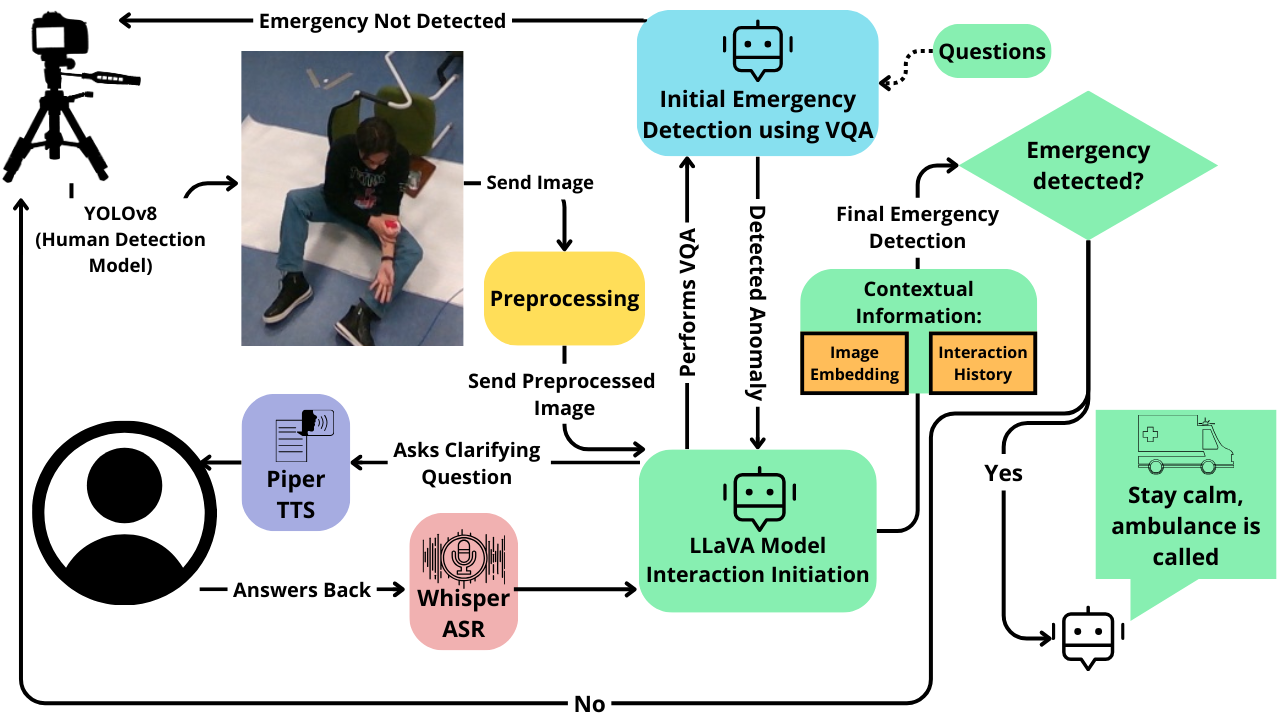 Emergency Not Detected
Initial Emergency
Detection using VQA
Questions
Emergency
detected?
YOLOv8
(Human Detection
Model)
Send Image
Preprocessing
Send Preprocessed
Image
Performs VQA
Detected Anomaly
Final Emergency
Detection
Contextual
Information:
Image
Embedding
Interaction
History
Piper
TTS
Asks Clarifying
Question
LLaVA Model
Interaction Initiation
Answers Back
Whisper
ASR
Yes
Stay calm,
ambulance is
called
No